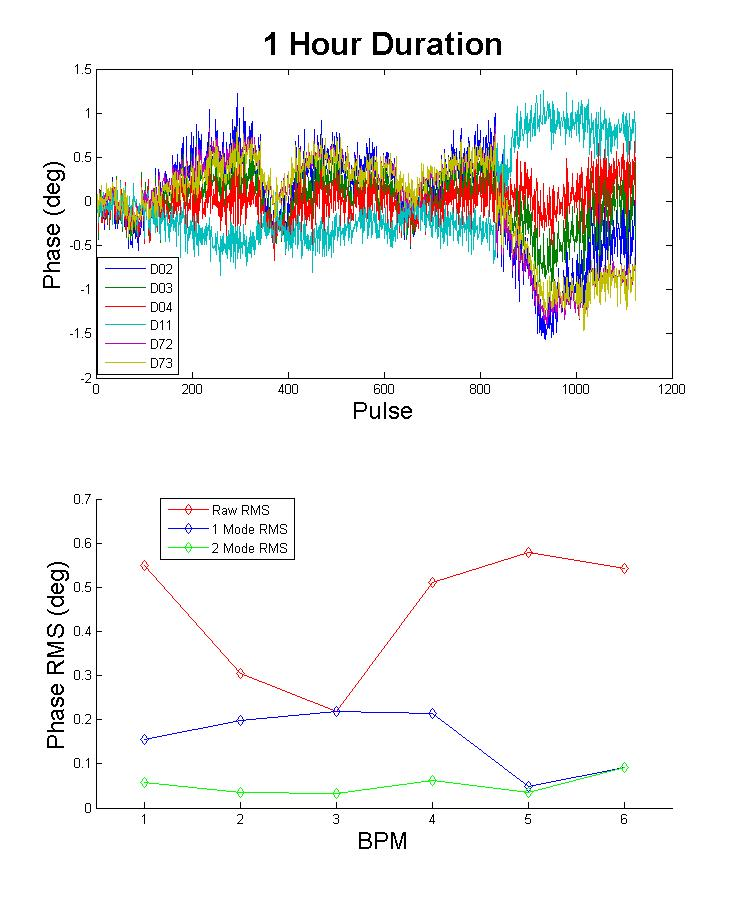 1 Hour Duration
1.5
1
0.5
0
-0.5
-1
-1.5
-2
Phase (deg)
D02
D03
D04
D11
D72
D73
0 200 400 600 800 1000 1200
Pulse
0.7
0.6
0.5
0.4
0.3
0.2
0.1
0
Phase RMS (deg)
Raw RMS
1 Mode RMS
2 Mode RMS
1 2 3 4 5 6
BPM